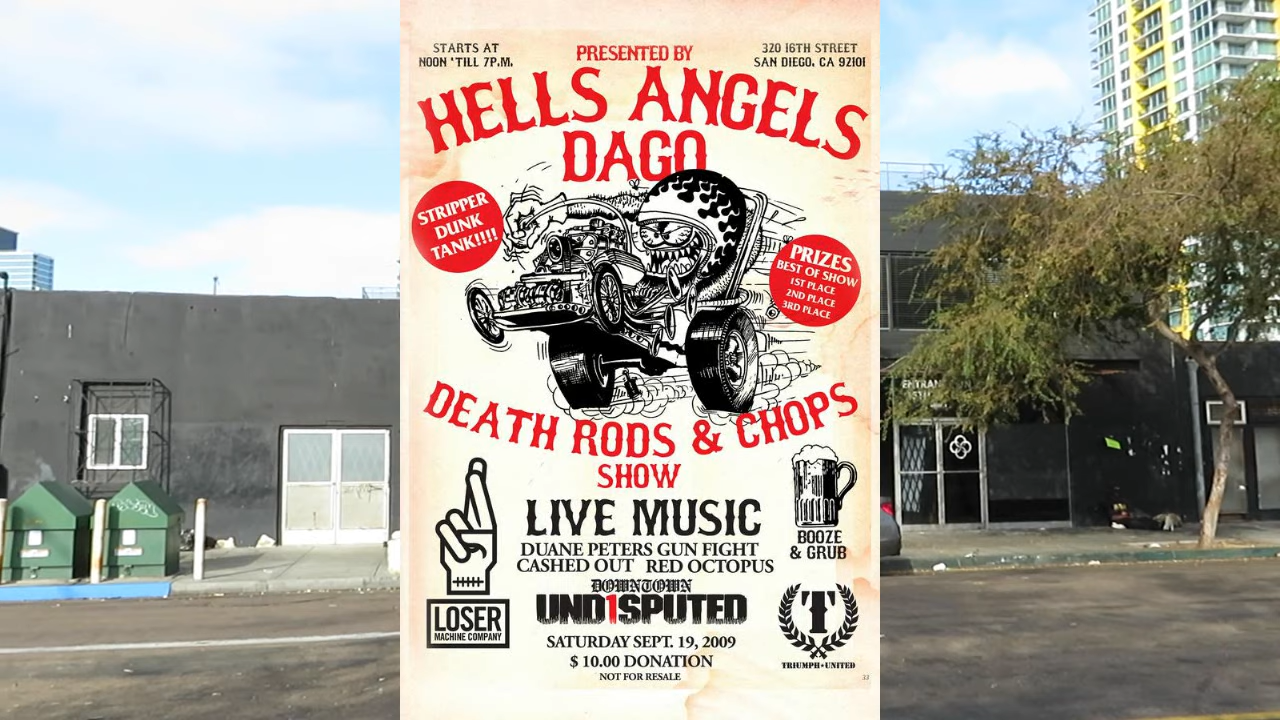 STARTS AT
NOON 'TILL 7P.M.
PRESENTED BY
320 16TH STREET
SAN DIEGO, CA 92101
HELLS ANGELS
DAGO
STRIPPER
DUNK
TANK!!!!
PRIZES
BEST OF SHOW
1ST PLACE
2ND PLACE
3RD PLACE
DEATH RODS & CHOPS
SHOW
LIVE MUSIC
DUANE PETERS GUN FIGHT
CASHED OUT RED OCTOPUS
BOOZE
& GRUB
DOWNTOWN
UND1SPUTED
LOSER
MACHINE COMPANY
T
TRIUMPH UNITED
SATURDAY SEPT. 19, 2009
$ 10.00 DONATION
NOT FOR RESALE
33